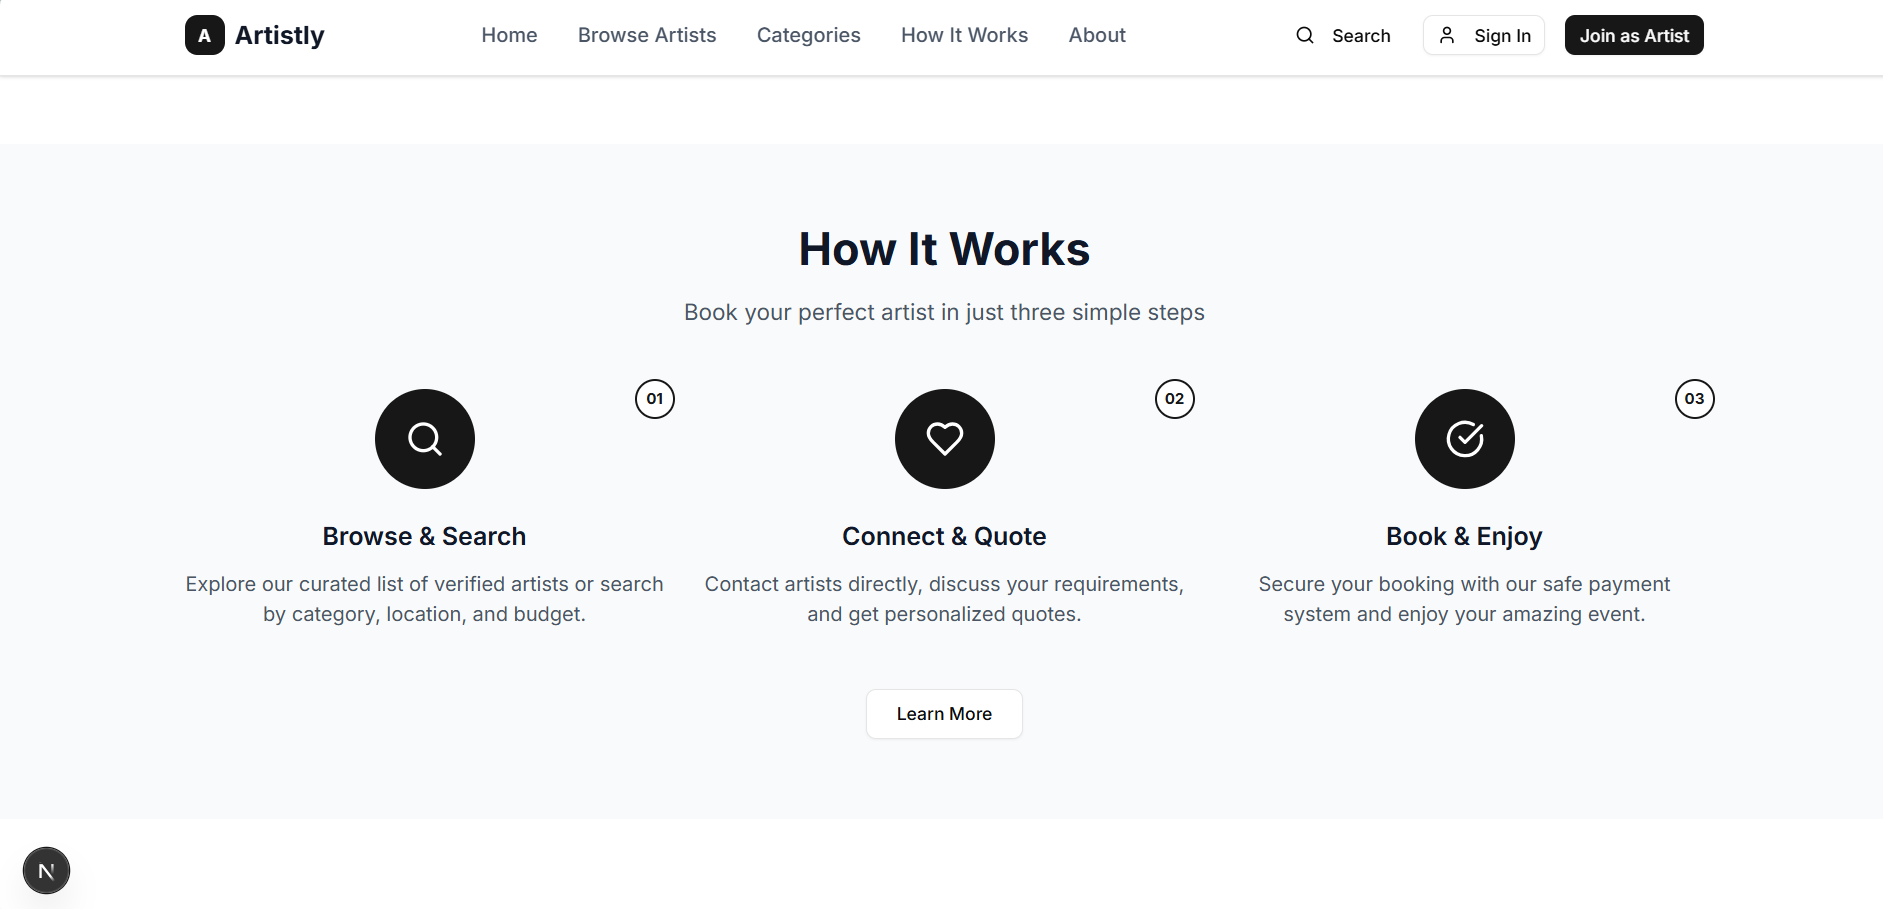 A Artistly Home Browse Artists Categories How It Works About Search Sign In Join as Artist
How It Works
Book your perfect artist in just three simple steps
01
Browse & Search
Explore our curated list of verified artists or search
by category, location, and budget.
02
Connect & Quote
Contact artists directly, discuss your requirements,
and get personalized quotes.
03
Book & Enjoy
Secure your booking with our safe payment
system and enjoy your amazing event.
Learn More
N